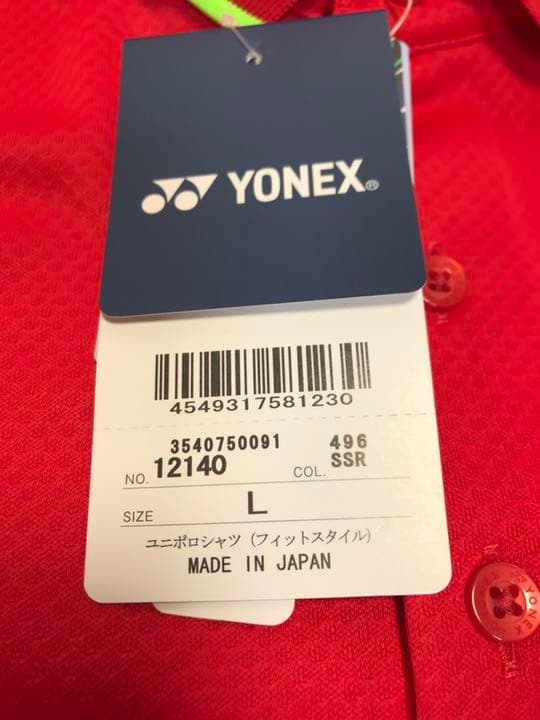 YONEX®
4549317581230
3540750091 496
NO. 12140 COL. SSR
SIZE L
ユニポロシャツ (フィットスタイル)
MADE IN JAPAN
YONEX